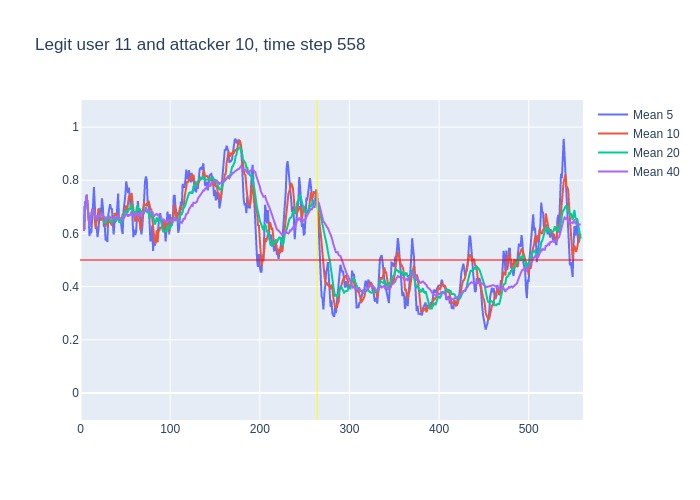 Legit user 11 and attacker 10, time step 558
Mean 5
Mean 10
Mean 20
Mean 40
1
0.8
0.6
0.4
0.2
0
0 100 200 300 400 500